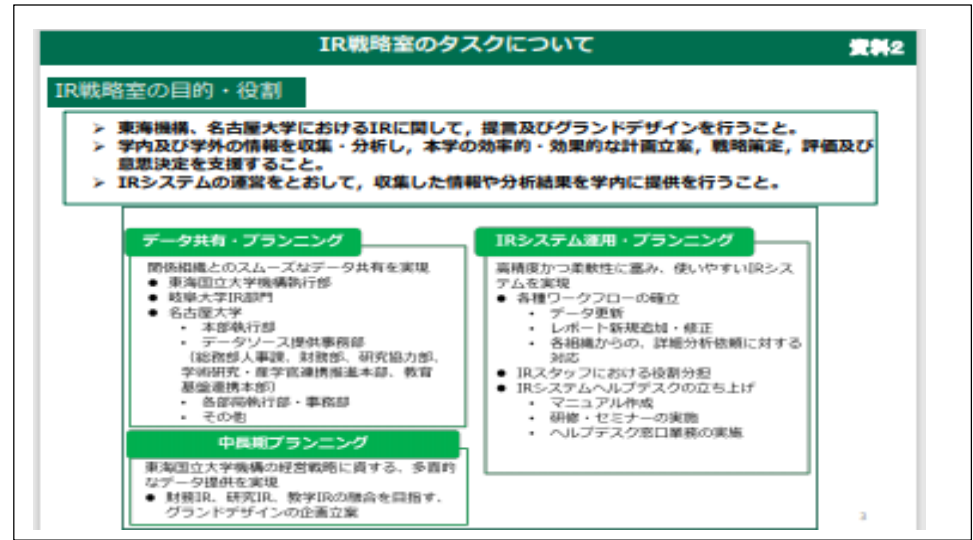 IR戦略室のタスクについて
資料2
IR戦略室の目的・役割
➢ 東海機構、名古屋大学におけるIRに関して，提言及びグランドデザインを行うこと。
➢ 学内及び学外の情報を収集・分析し，本学の効率的・効果的な計画立案，戦略策定，評価及び
意思決定を支援すること。
➢ IRシステムの運営をとおして，収集した情報や分析結果を学内に提供を行うこと。
データ共有・プランニング
関係組織とのスムーズなデータ共有を実現
● 東海国立大学機構執行部
● 岐阜大学IR部門
● 名古屋大学
・ 本部執行部
・ データソース提供事務部
（総務部人事課、財務部、研究協力部、
学術研究・産学官連携推進本部、教育
基盤連携本部）
・ 各部局執行部・事務部
・ その他
中長期プランニング
東海国立大学機構の経営戦略に資する、多面的
なデータ提供を実現
● 財務IR、研究IR、教学IRの融合を目指す、
グランドデザインの企画立案
IRシステム運用・プランニング
高精度かつ柔軟性に富み、使いやすいIRシス
テムを実現
● 各種ワークフローの確立
・ データ更新
・ レポート新規追加・修正
・ 各組織からの、詳細分析依頼に対する
対応
● IRスタッフにおける役割分担
● IRシステムヘルプデスクの立ち上げ
・ マニュアル作成
・ 研修・セミナーの実施
・ ヘルプデスク窓口業務の実施
3